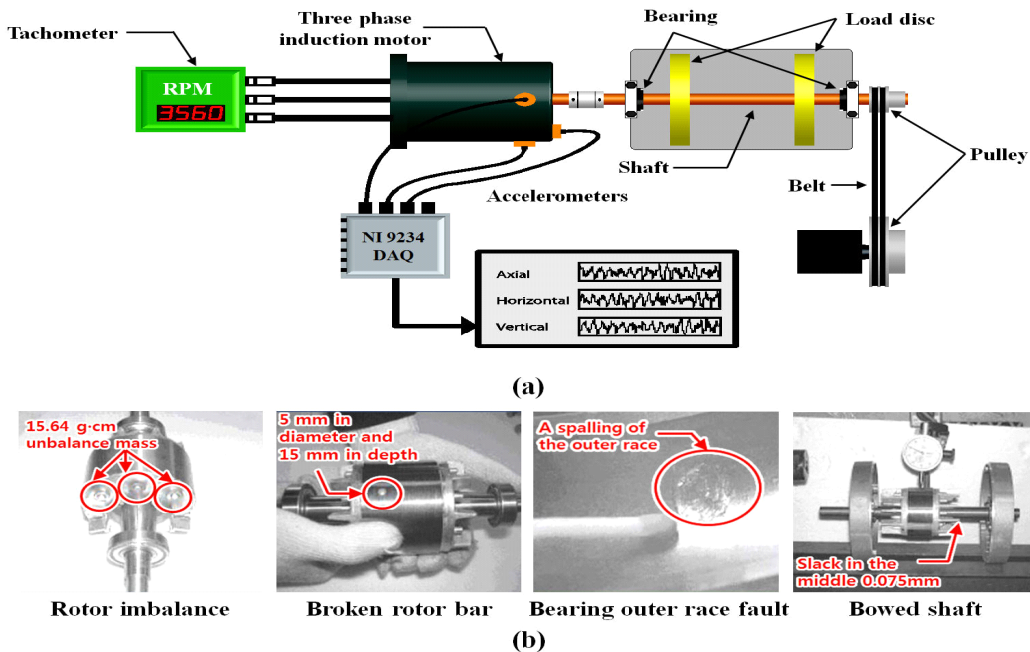 Tachometer
Three phase
induction motor
Bearing
Load disc
RPM
3560
Shaft
Pulley
Belt
Accelerometers
NI 9234
DAQ
Axial
Horizontal
Vertical
(a)
15.64 g·cm
unbalance mass
5 mm in
diameter and
15 mm in depth
A spalling of
the outer race
Slack in the
middle 0.075mm
Rotor imbalance
Broken rotor bar
Bearing outer race fault
Bowed shaft
(b)